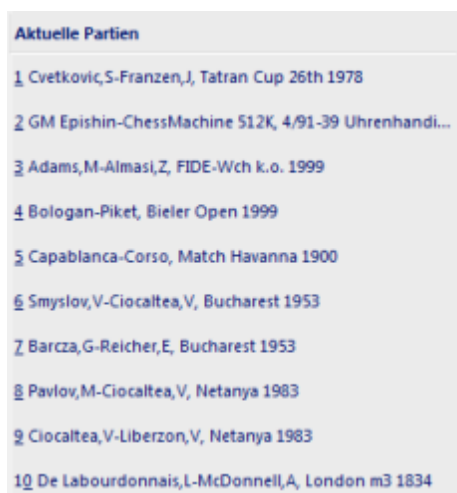 Aktuelle Partien
1 Cvetkovic,S-Franzen,J, Tatran Cup 26th 1978
2 GM Epishin-ChessMachine 512K, 4/91-39 Uhrenhandi...
3 Adams,M-Almasi,Z, FIDE-Wch k.o. 1999
4 Bologan-Piket, Bieler Open 1999
5 Capablanca-Corso, Match Havanna 1900
6 Smyslov,V-Ciocaltea,V, Bucharest 1953
7 Barcza,G-Reicher,E, Bucharest 1953
8 Pavlov,M-Ciocaltea,V, Netanya 1983
9 Ciocaltea,V-Liberzon,V, Netanya 1983
10 De Labourdonnais,L-McDonnell,A, London m3 1834